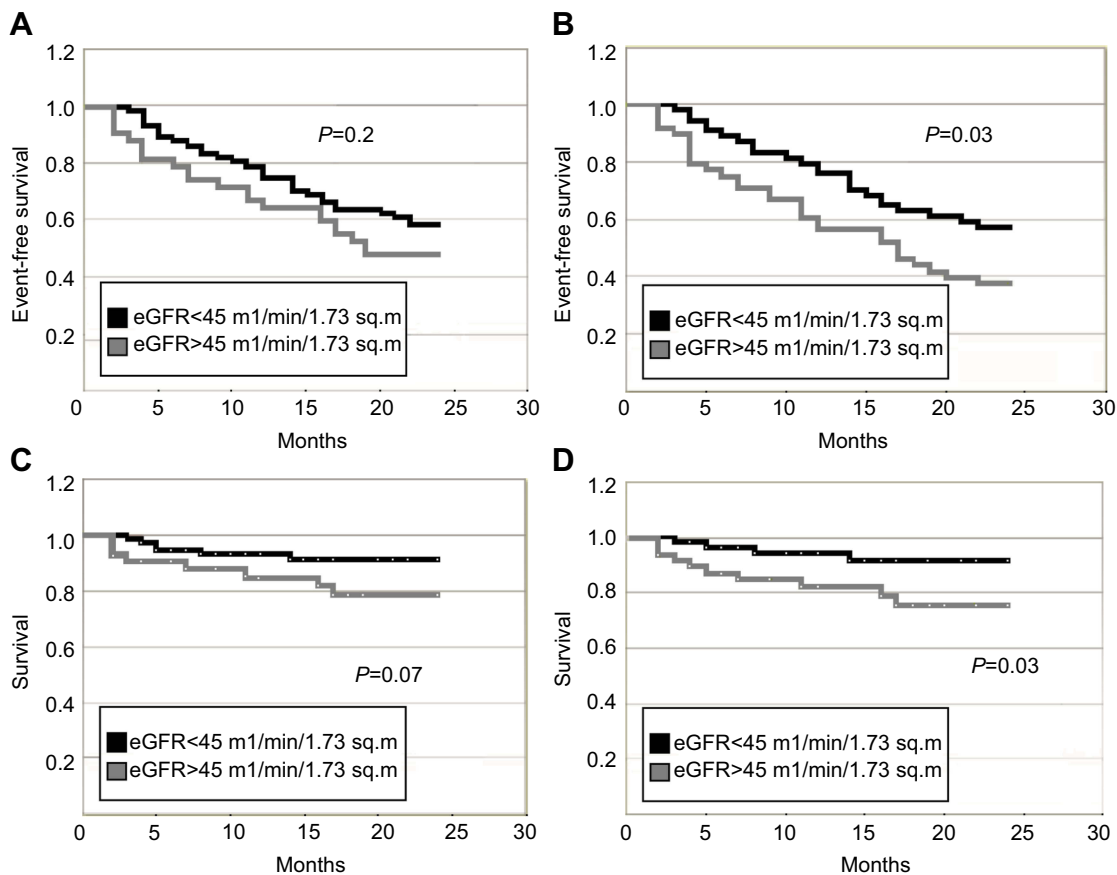 A
1.2
1.0
0.8
0.6
0.4
0.2
Event-free survival
P=0.2
eGFR<45 m1/min/1.73 sq.m
eGFR>45 m1/min/1.73 sq.m
0 5 10 15 20 25 30
Months
B
1.2
1.0
0.8
0.6
0.4
0.2
Event-free survival
P=0.03
eGFR<45 m1/min/1.73 sq.m
eGFR>45 m1/min/1.73 sq.m
0 5 10 15 20 25 30
Months
C
1.2
1.0
0.8
0.6
0.4
0.2
Survival
P=0.07
eGFR<45 m1/min/1.73 sq.m
eGFR>45 m1/min/1.73 sq.m
0 5 10 15 20 25 30
Months
D
1.2
1.0
0.8
0.6
0.4
0.2
Survival
P=0.03
eGFR<45 m1/min/1.73 sq.m
eGFR>45 m1/min/1.73 sq.m
0 5 10 15 20 25 30
Months